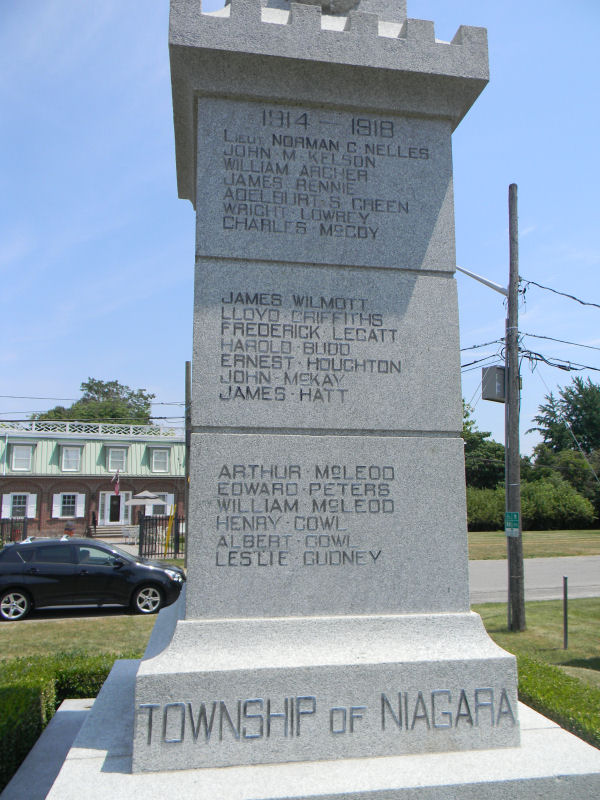 1914 — 1918
LIEUT NORMAN C. NELLES
JOHN M. KELSON
WILLIAM ARCHER
JAMES RENNIE
ADELBURT S. GREEN
WRIGHT LOWREY
CHARLES McCOY
JAMES WILMOTT
LLOYD GRIFFITHS
FREDERICK LEGATT
HAROLD BUDD
ERNEST HOUGHTON
JOHN McKAY
JAMES HATT
ARTHUR McLEOD
EDWARD PETERS
WILLIAM McLEOD
HENRY COWL
ALBERT COWL
LESLIE GUDNEY
TOWNSHIP OF NIAGARA